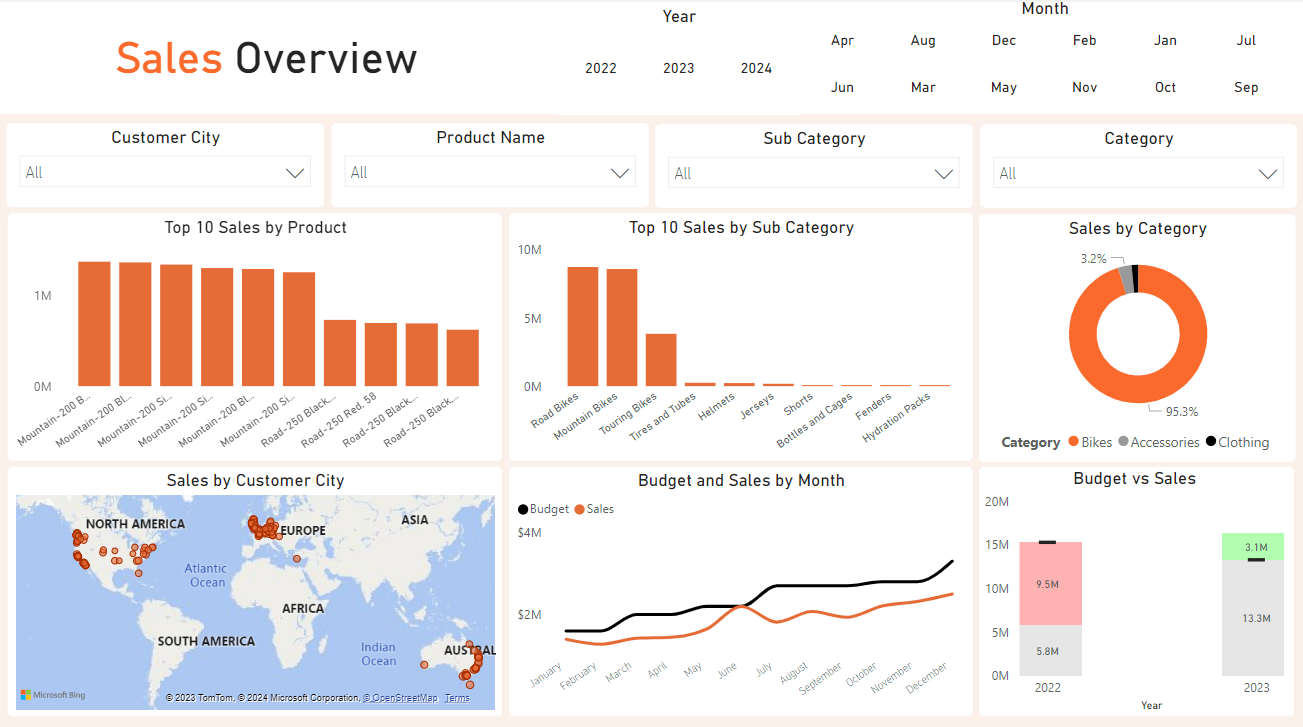 Sales Overview
Year
2022 2023 2024
Month
Apr Aug Dec Feb Jan Jul
Jun Mar May Nov Oct Sep
Customer City
All
Product Name
All
Sub Category
All
Category
All
Top 10 Sales by Product
1M
0M
Mountain-200 B...
Mountain-200 Bl...
Mountain-200 Si...
Mountain-200 Si...
Mountain-200 Bl...
Mountain-200 Si...
Road-250 Black...
Road-250 Red, 58
Road-250 Black...
Road-250 Black...
Top 10 Sales by Sub Category
10M
5M
0M
Road Bikes
Mountain Bikes
Touring Bikes
Tires and Tubes
Helmets
Jerseys
Shorts
Bottles and Cages
Fenders
Hydration Packs
Sales by Category
3.2%
95.3%
Category Bikes Accessories Clothing
Sales by Customer City
NORTH AMERICA
EUROPE
ASIA
Atlantic
Ocean
AFRICA
SOUTH AMERICA
Indian
Ocean
AUSTRAL
Microsoft Bing
© 2023 TomTom, © 2024 Microsoft Corporation, © OpenStreetMap Terms
Budget and Sales by Month
Budget Sales
$4M
$2M
January
February
March
April
May
June
July
August
September
October
November
December
Budget vs Sales
20M
15M
10M
5M
0M
9.5M
5.8M
3.1M
13.3M
2022 2023
Year